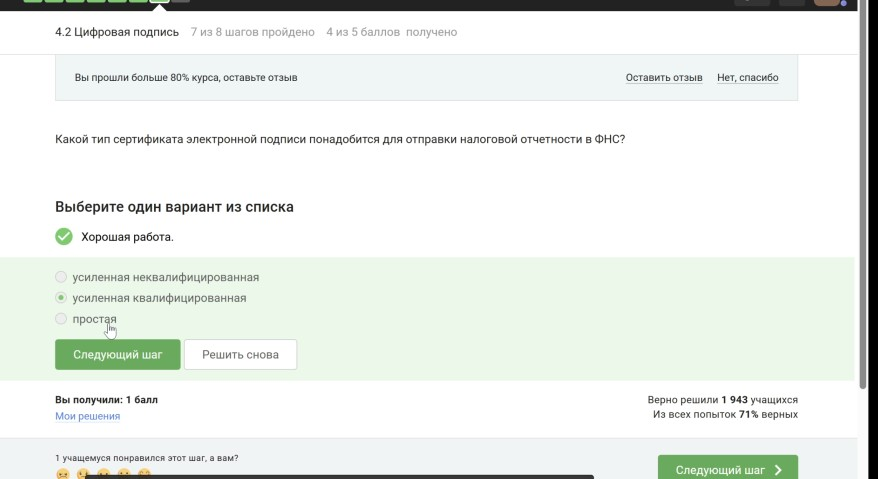 4.2 Цифровая подпись 7 из 8 шагов пройдено 4 из 5 баллов получено
Вы прошли больше 80% курса, оставьте отзыв Оставить отзыв Нет, спасибо
Какой тип сертификата электронной подписи понадобится для отправки налоговой отчетности в ФНС?
Выберите один вариант из списка
Хорошая работа.
усиленная неквалифицированная
усиленная квалифицированная
простая
Следующий шаг Решить снова
Вы получили: 1 балл Верно решили 1 943 учащихся
Мои решения Из всех попыток 71% верных
1 учащемуся понравился этот шаг, а вам?
Следующий шаг